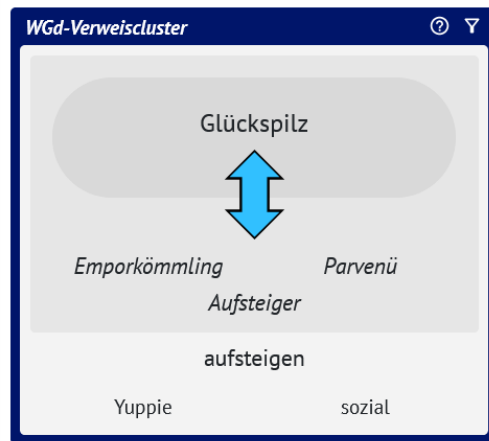 WGd-Verweiscluster
Glückspilz
Emporkömmling Parvenü
Aufsteiger
aufsteigen
Yuppie sozial